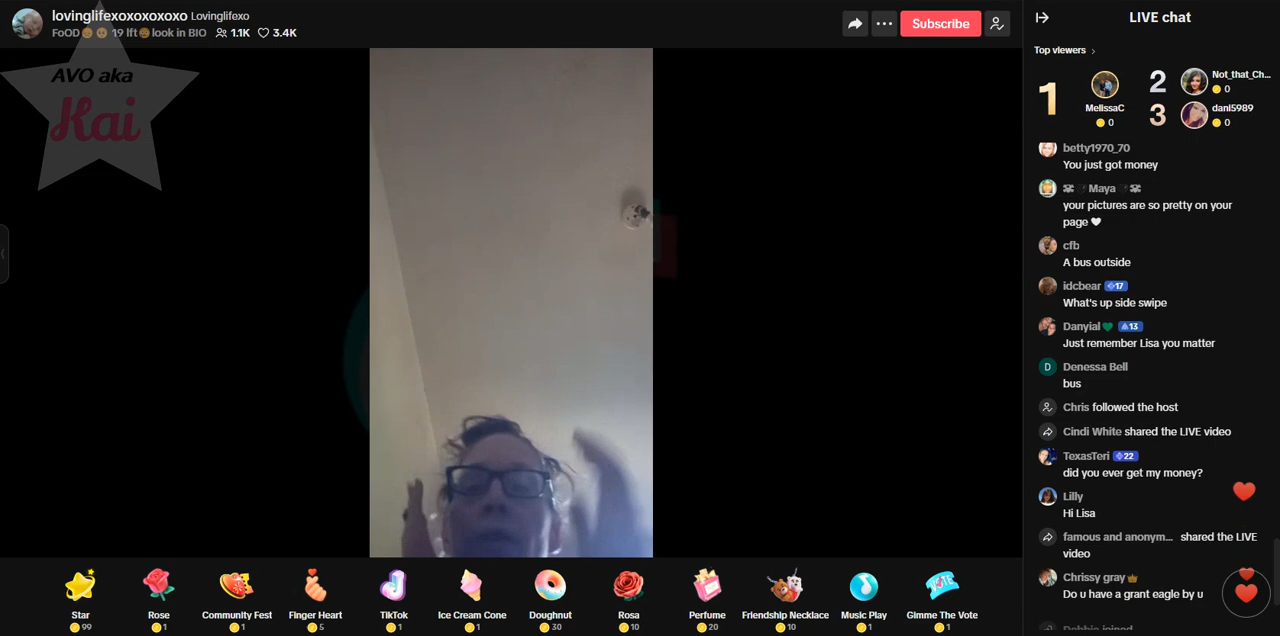 lovinglifexoxoxoxoxo Lovinglifexo
FoOD😊😊 19 lft😊look in BIO 1.1K 3.4K
Subscribe
AVO aka
Kai
LIVE chat
Top viewers >
1
MelissaC
0
2
Not_that_Ch...
0
3
dani5989
0
betty1970_70
You just got money
Maya
your pictures are so pretty on your
page 🤍
cfb
A bus outside
idcbear 17
What's up side swipe
Danyial💚 13
Just remember Lisa you matter
D Denessa Bell
bus
Chris followed the host
Cindi White shared the LIVE video
TexasTeri 22
did you ever get my money?
Lilly
Hi Lisa
famous and anonym... shared the LIVE
video
Chrissy gray
Do u have a grant eagle by u
Debbie joined
Star
99
Rose
1
Community Fest
1
Finger Heart
5
TikTok
1
Ice Cream Cone
1
Doughnut
30
Rosa
10
Perfume
20
Friendship Necklace
10
Music Play
1
VOTE
Gimme The Vote
1